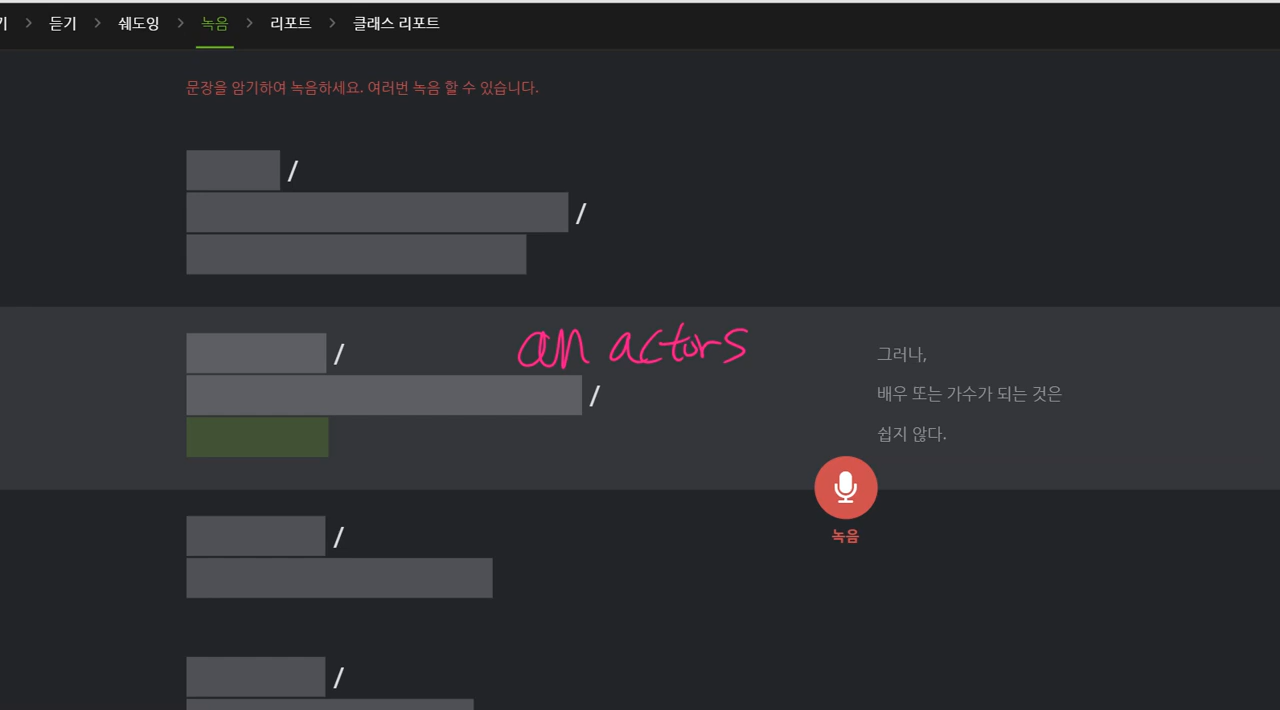 기 > 듣기 > 쉐도잉 > 녹음 > 리포트 > 클래스 리포트
문장을 암기하여 녹음하세요. 여러번 녹음 할 수 있습니다.
/
/
/
an actors
그러나,
/
배우 또는 가수가 되는 것은
쉽지 않다.
녹음
/
/